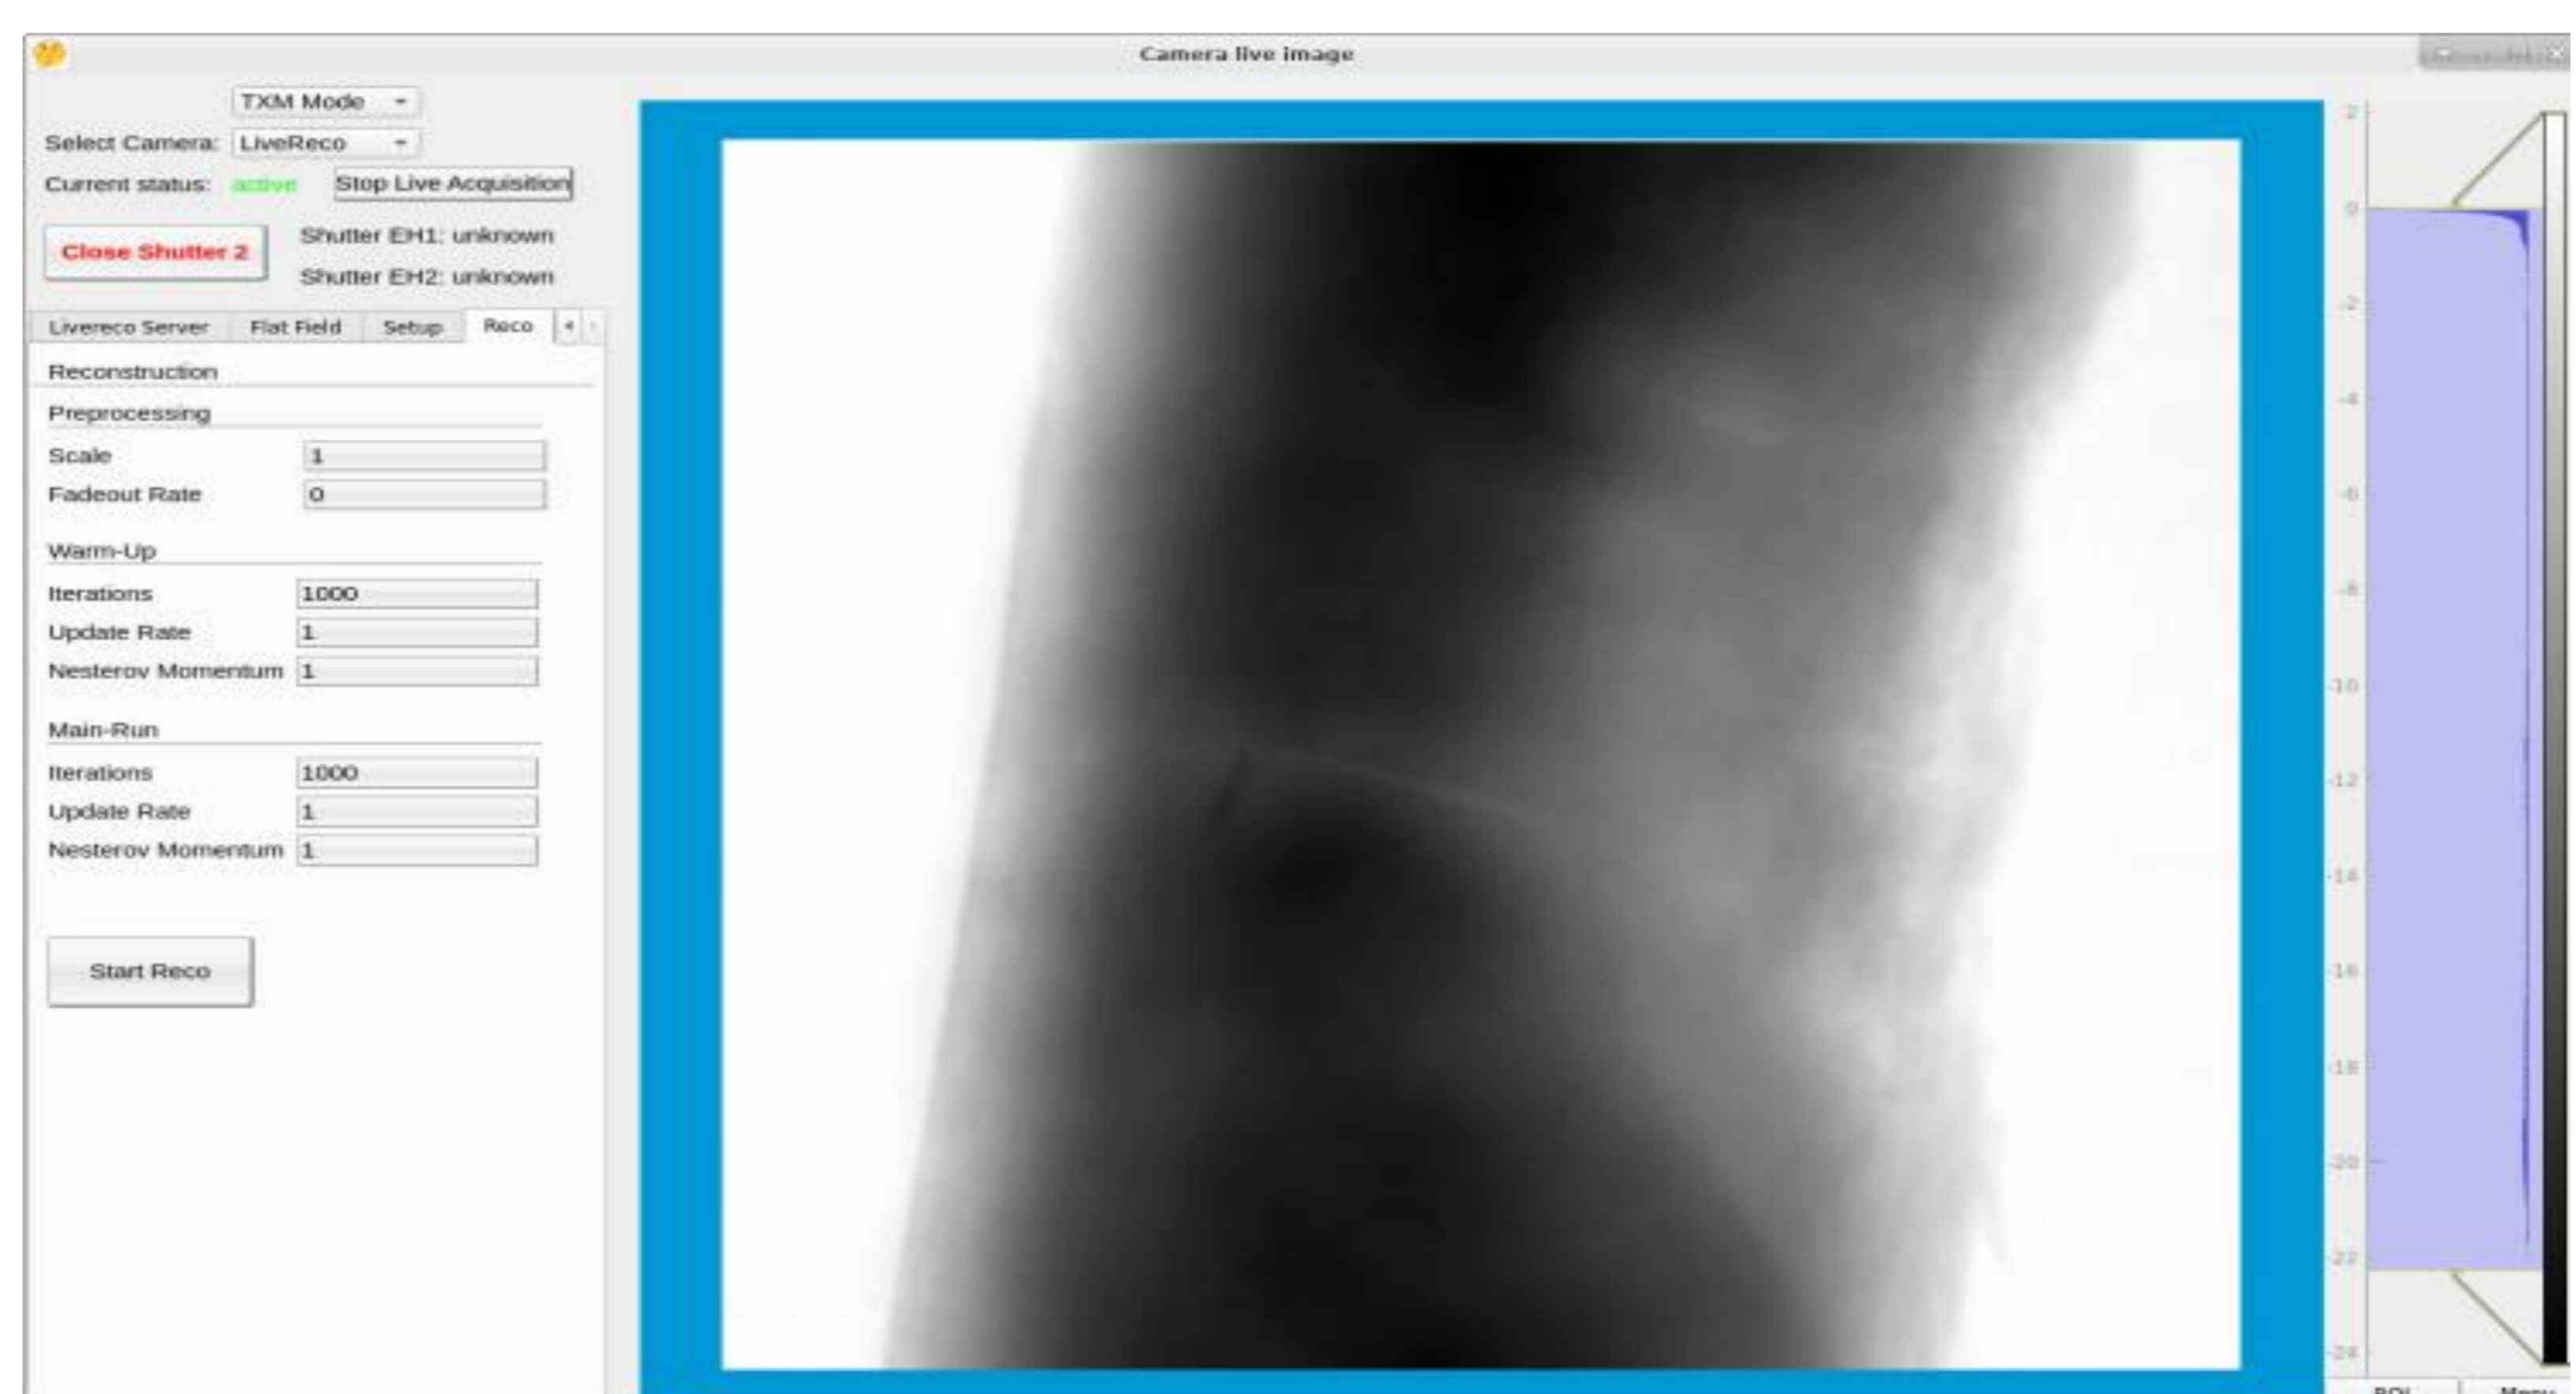 Camera live image
TXM Mode
Select Camera: LiveReco
Current status: active Stop Live Acquisition
Close Shutter 2
Shutter EH1: unknown
Shutter EH2: unknown
Livereco Server Flat Field Setup Reco
Reconstruction
Preprocessing
Scale 1
Fadeout Rate 0
Warm-Up
Iterations 1000
Update Rate 1
Nesterov Momentum 1
Main-Run
Iterations 1000
Update Rate 1
Nesterov Momentum 1
Start Reco
2
0
-2
-4
-6
-8
-10
-12
-14
-16
-18
-20
-22
-24